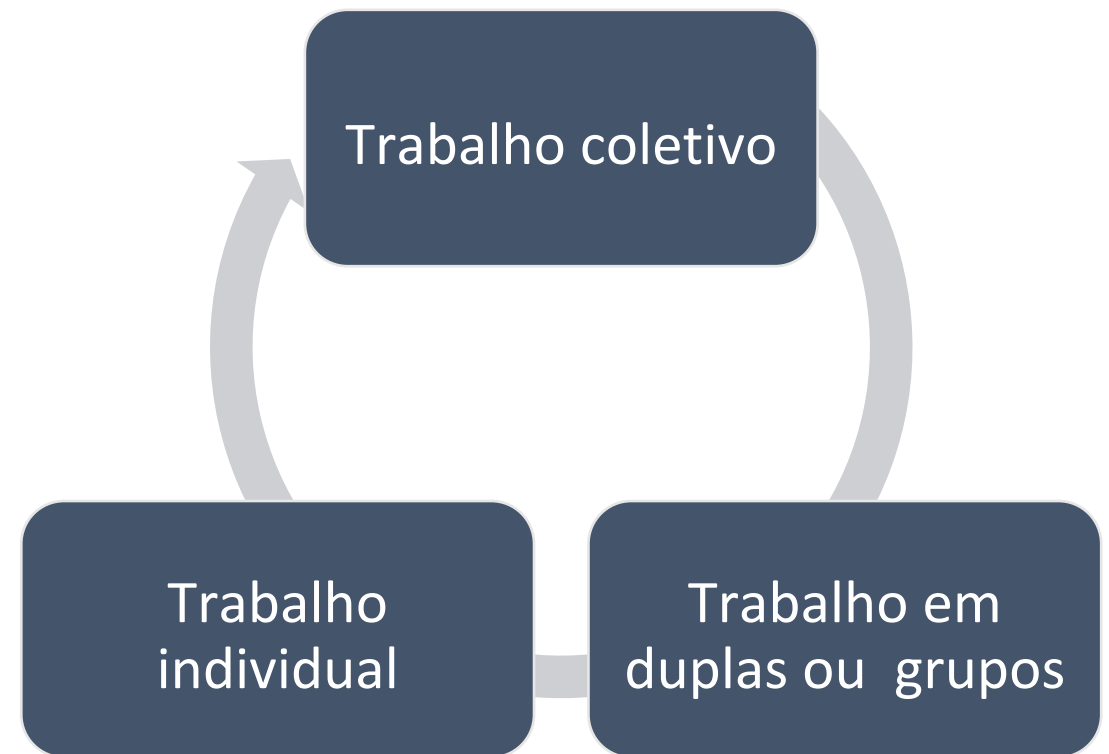 Trabalho coletivo
Trabalho
individual
Trabalho em
duplas ou  grupos